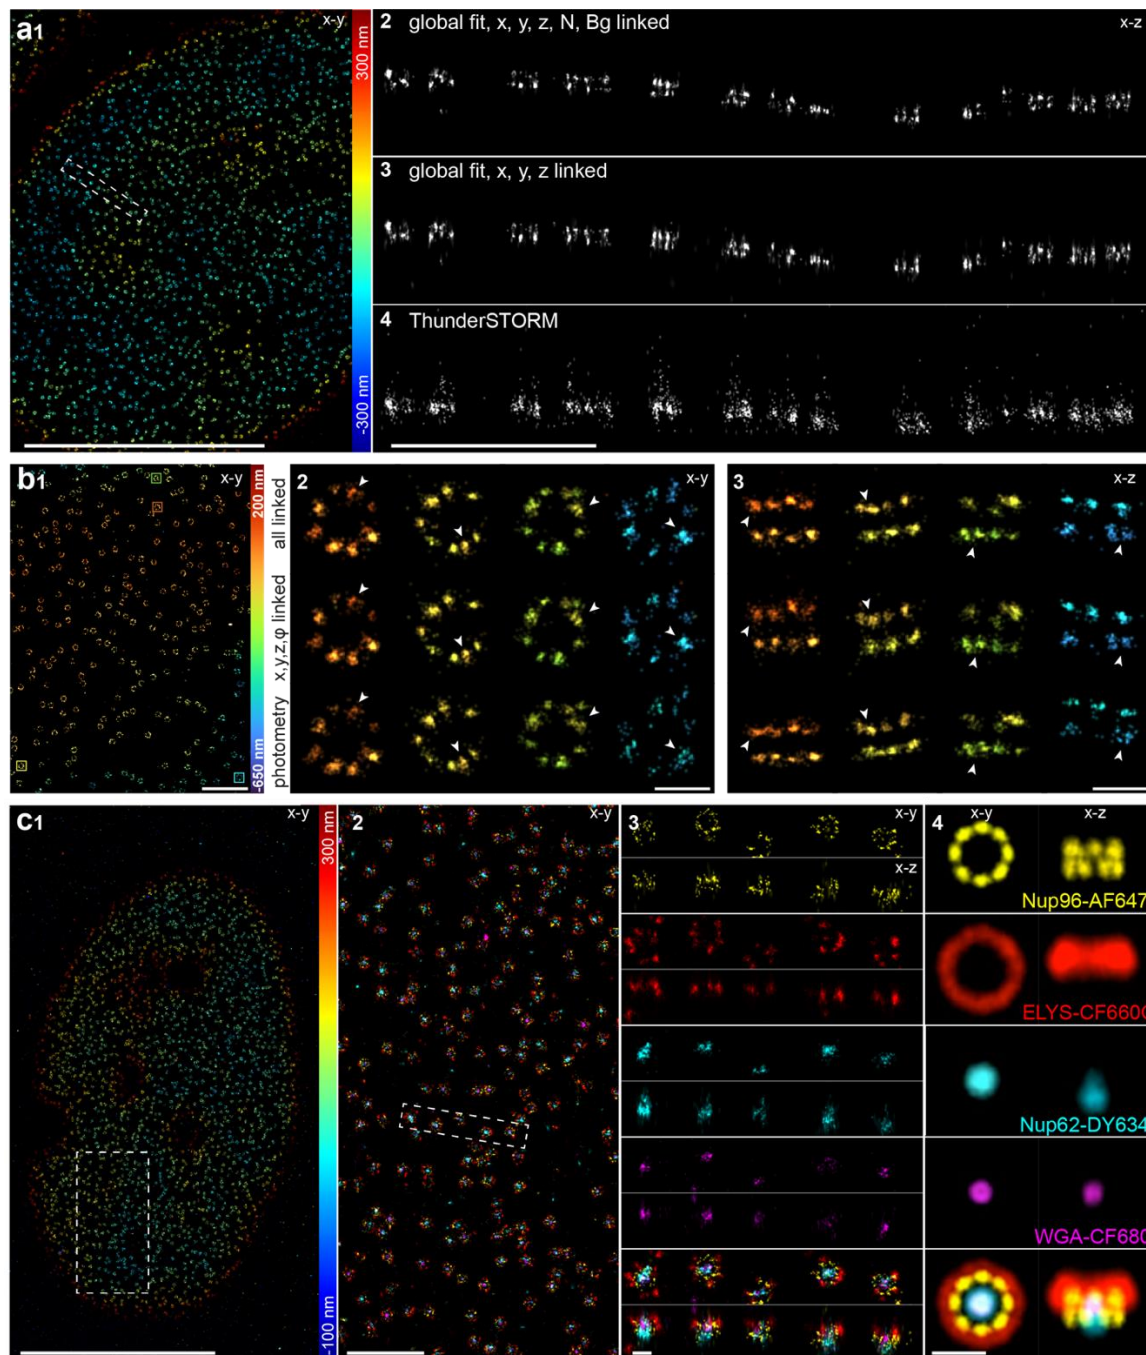 a1
x-y
300 nm
-300 nm
2 global fit, x, y, z, N, Bg linked
x-z
3 global fit, x, y, z linked
4 ThunderSTORM
b1
x-y
200 nm
-650 nm
all linked
x,y,z,φ linked
photometry
2
x-y
3
x-z
c1
x-y
300 nm
-100 nm
2
x-y
3
x-y
x-z
4
x-y
x-z
Nup96-AF647
ELYS-CF660C
Nup62-DY634
WGA-CF680